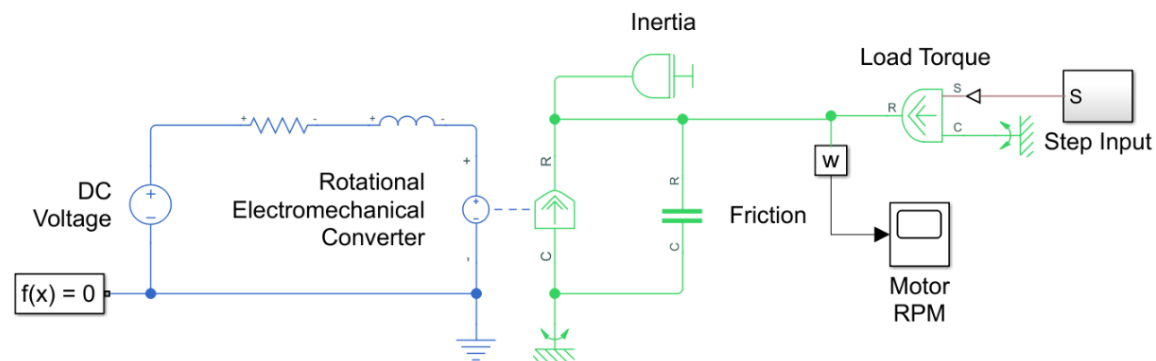 Inertia
Load Torque
S
R
C
S
Step Input
+
-
+
-
DC
Voltage
+
−
Rotational
Electromechanical
Converter
+
+
−
-
R
C
R
C
Friction
w
Motor
RPM
f(x) = 0